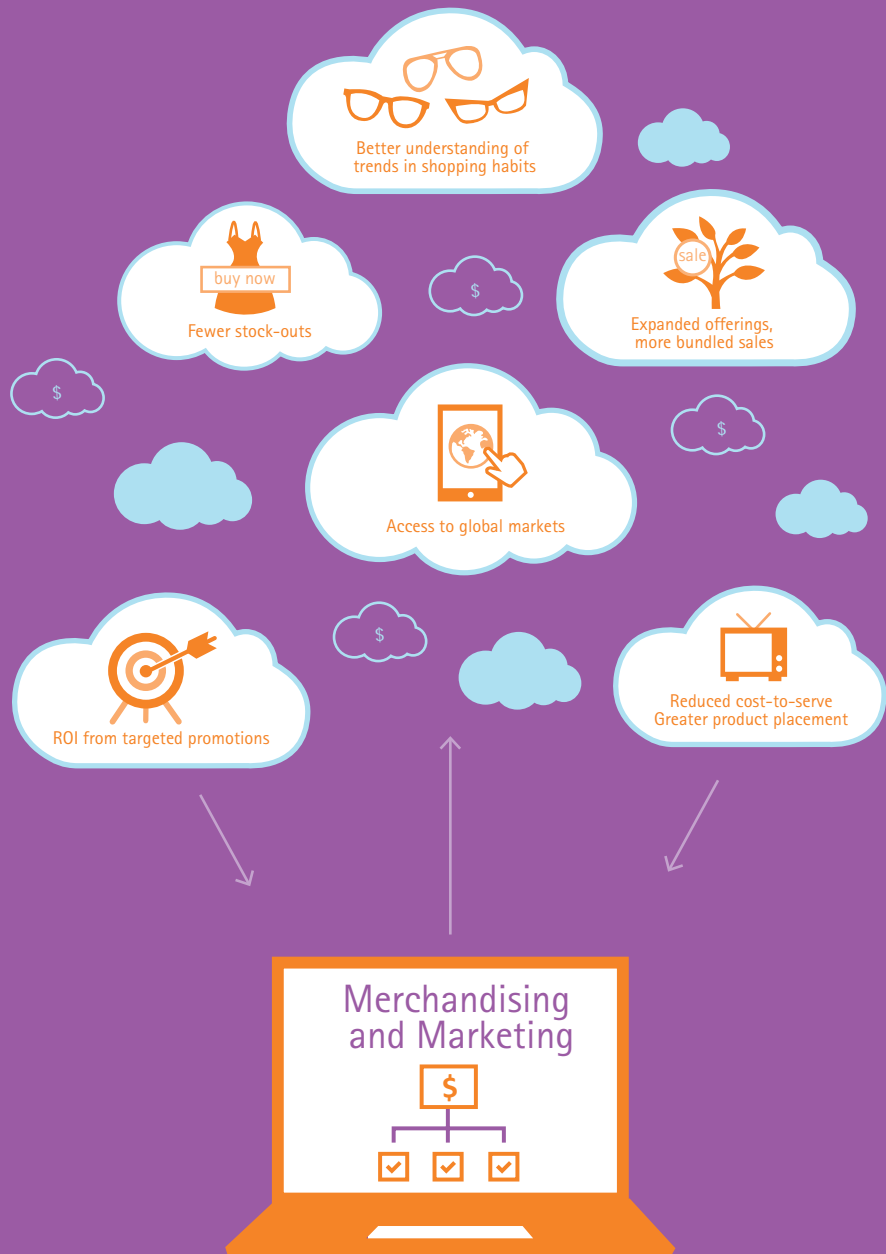 Better understanding of
trends in shopping habits
buy now
Fewer stock-outs
sale
Expanded offerings,
more bundled sales
$
$
$
Access to global markets
$
ROI from targeted promotions
Reduced cost-to-serve
Greater product placement
Merchandising
and Marketing
$